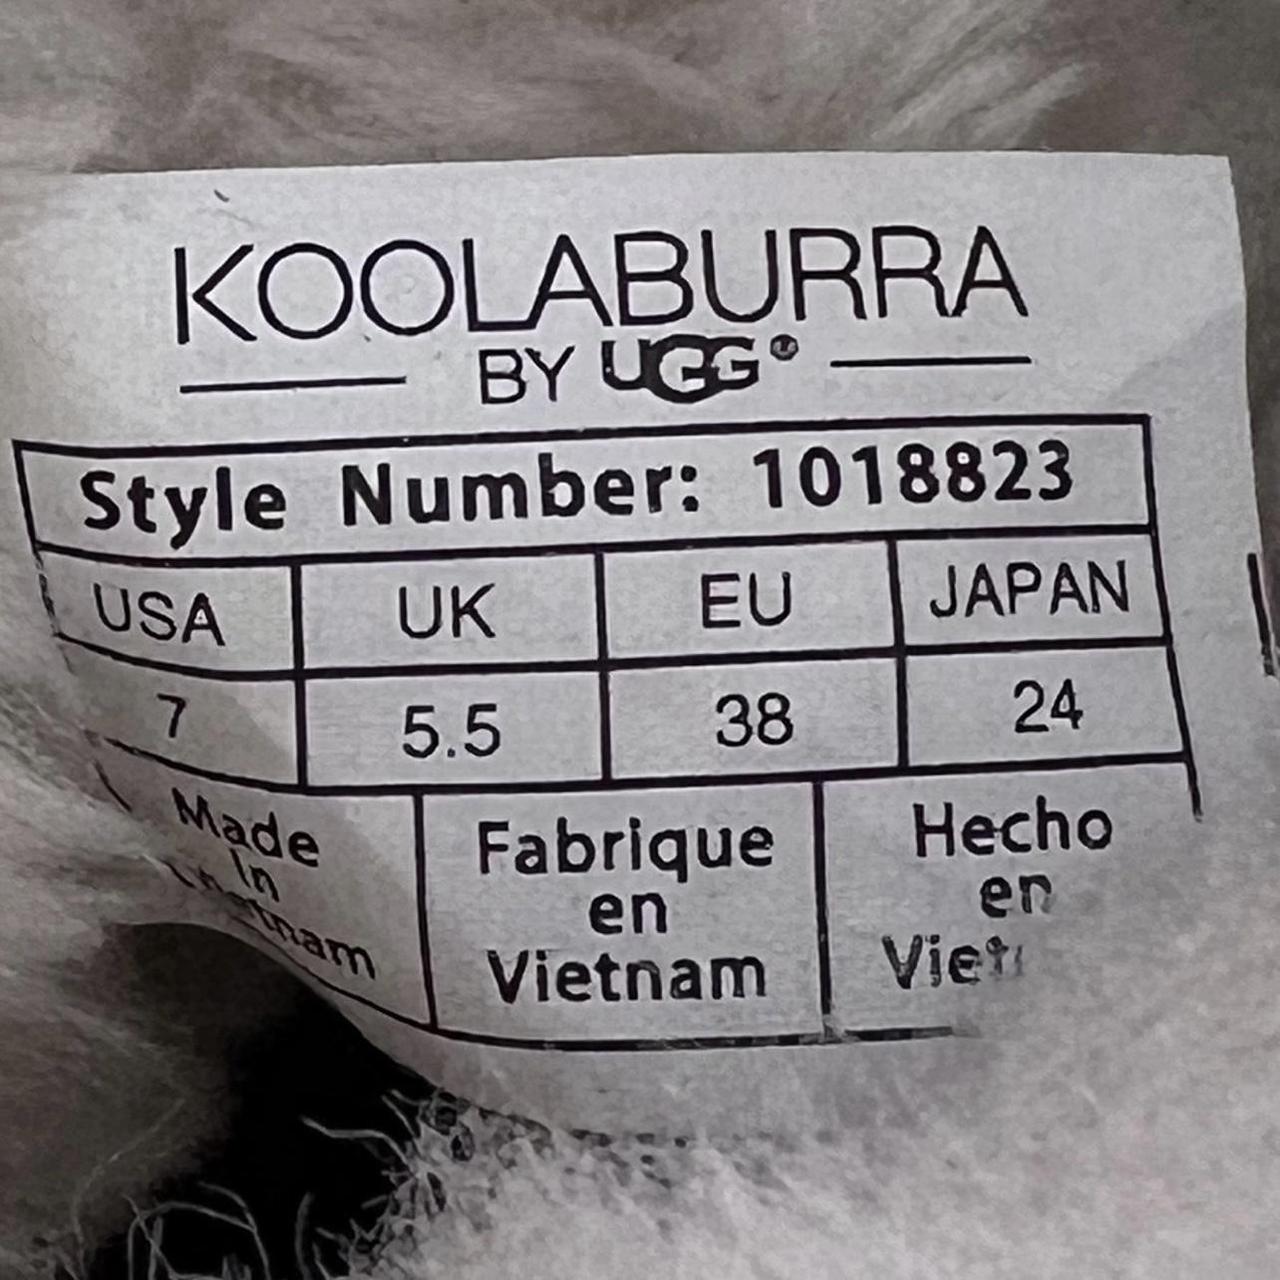 KOOLABURRA
BY UGG®
Style Number: 1018823
USA UK EU JAPAN
7 5.5 38 24
Made
In
Fabrique
en
Vietnam
Hecho
en